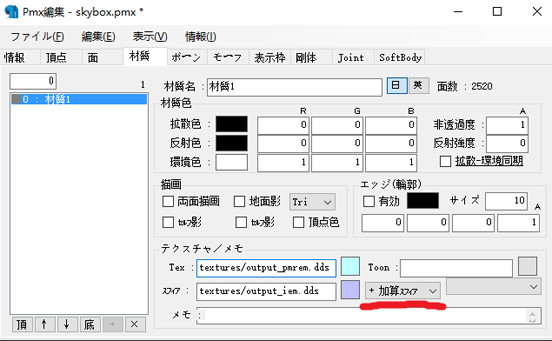 Pmx編集 - skybox.pmx *
ファイル(F) 編集(E) 表示(V) 情報(I)
情報 頂点 面 材質 ボーン モーフ 表示枠 剛体 Joint SoftBody
0 1
0 : 材質1
材質名 : 材質1 日 英 面数 : 2520
材質色
R G B A
拡散色 : 0 0 0 非透過度 : 1
反射色 : 0 0 0 反射強度 : 0
環境色 : 1 1 1 拡散-環境同期
描画
両面描画 地面影 Tri
ｾﾙﾌ影 ｾﾙﾌ影 頂点色
エッジ(輪郭)
有効 サイズ 10 A
0 0 0 1
テクスチャ／メモ
Tex : textures/output_pmrem.dds Toon :
ｽﾌｨｱ : textures/output_iem.dds + 加算ｽﾌｨｱ
メモ :
頂 ↑ ↓ 底 + ×